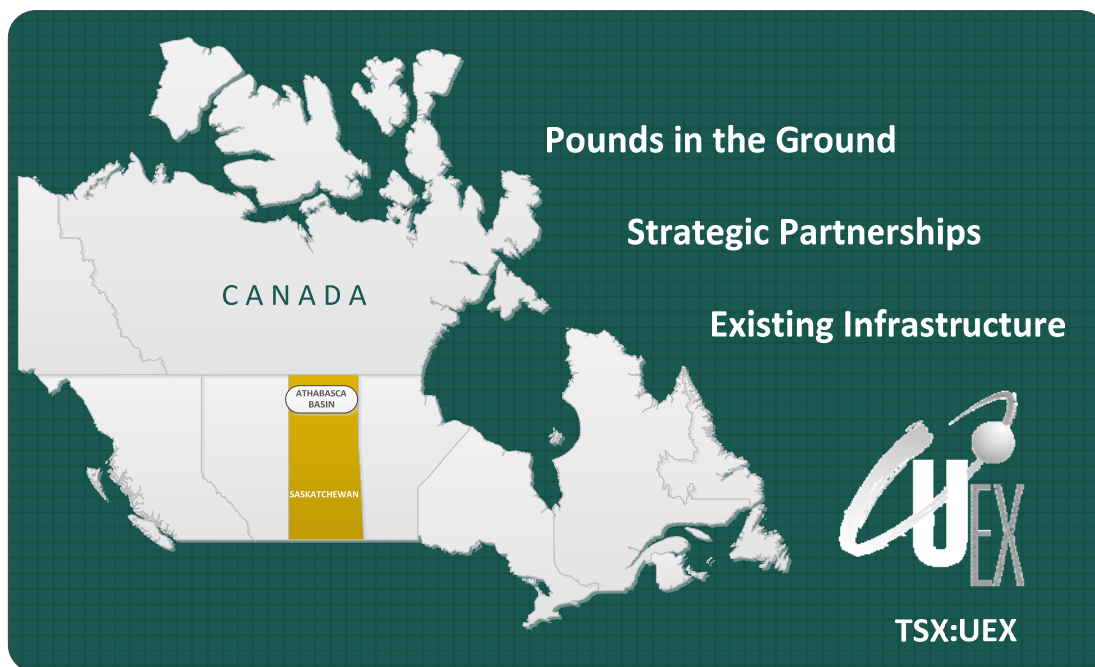 Pounds in the Ground
Strategic Partnerships
CANADA
Existing Infrastructure
ATHABASCA
BASIN
SASKATCHEWAN
UEX
TSX:UEX